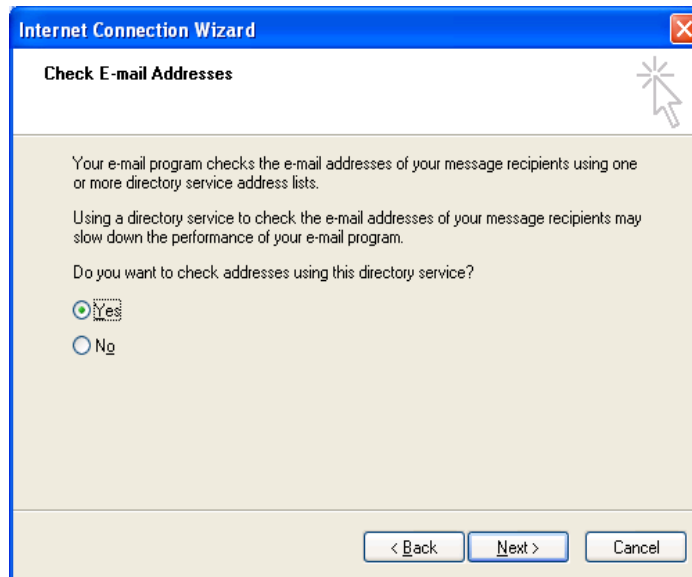 Internet Connection Wizard
Check E-mail Addresses
Your e-mail program checks the e-mail addresses of your message recipients using one
or more directory service address lists.
Using a directory service to check the e-mail addresses of your message recipients may
slow down the performance of your e-mail program.
Do you want to check addresses using this directory service?
Yes
No
< Back
Next >
Cancel